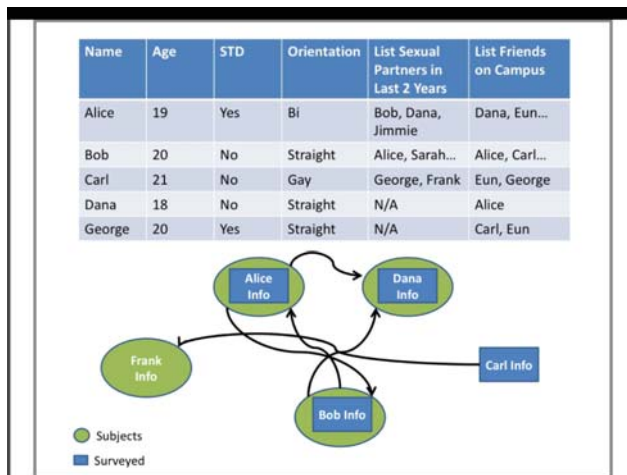 Name Age STD Orientation List Sexual Partners in Last 2 Years List Friends on Campus
Alice 19 Yes Bi Bob, Dana, Jimmie Dana, Eun...
Bob 20 No Straight Alice, Sarah... Alice, Carl...
Carl 21 No Gay George, Frank Eun, George
Dana 18 No Straight N/A Alice
George 20 Yes Straight N/A Carl, Eun
Alice Info
Dana Info
Frank Info
Carl Info
Bob Info
Subjects
Surveyed